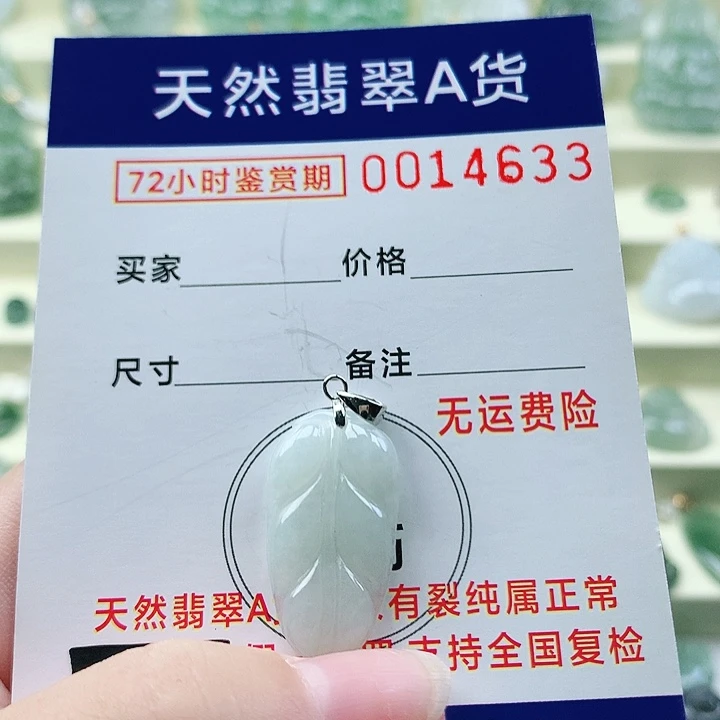 天然翡翠A货
72小时鉴赏期 0014633
买家 价格
尺寸 备注
无运费险
天然翡翠A 有裂纯属正常
支持全国复检